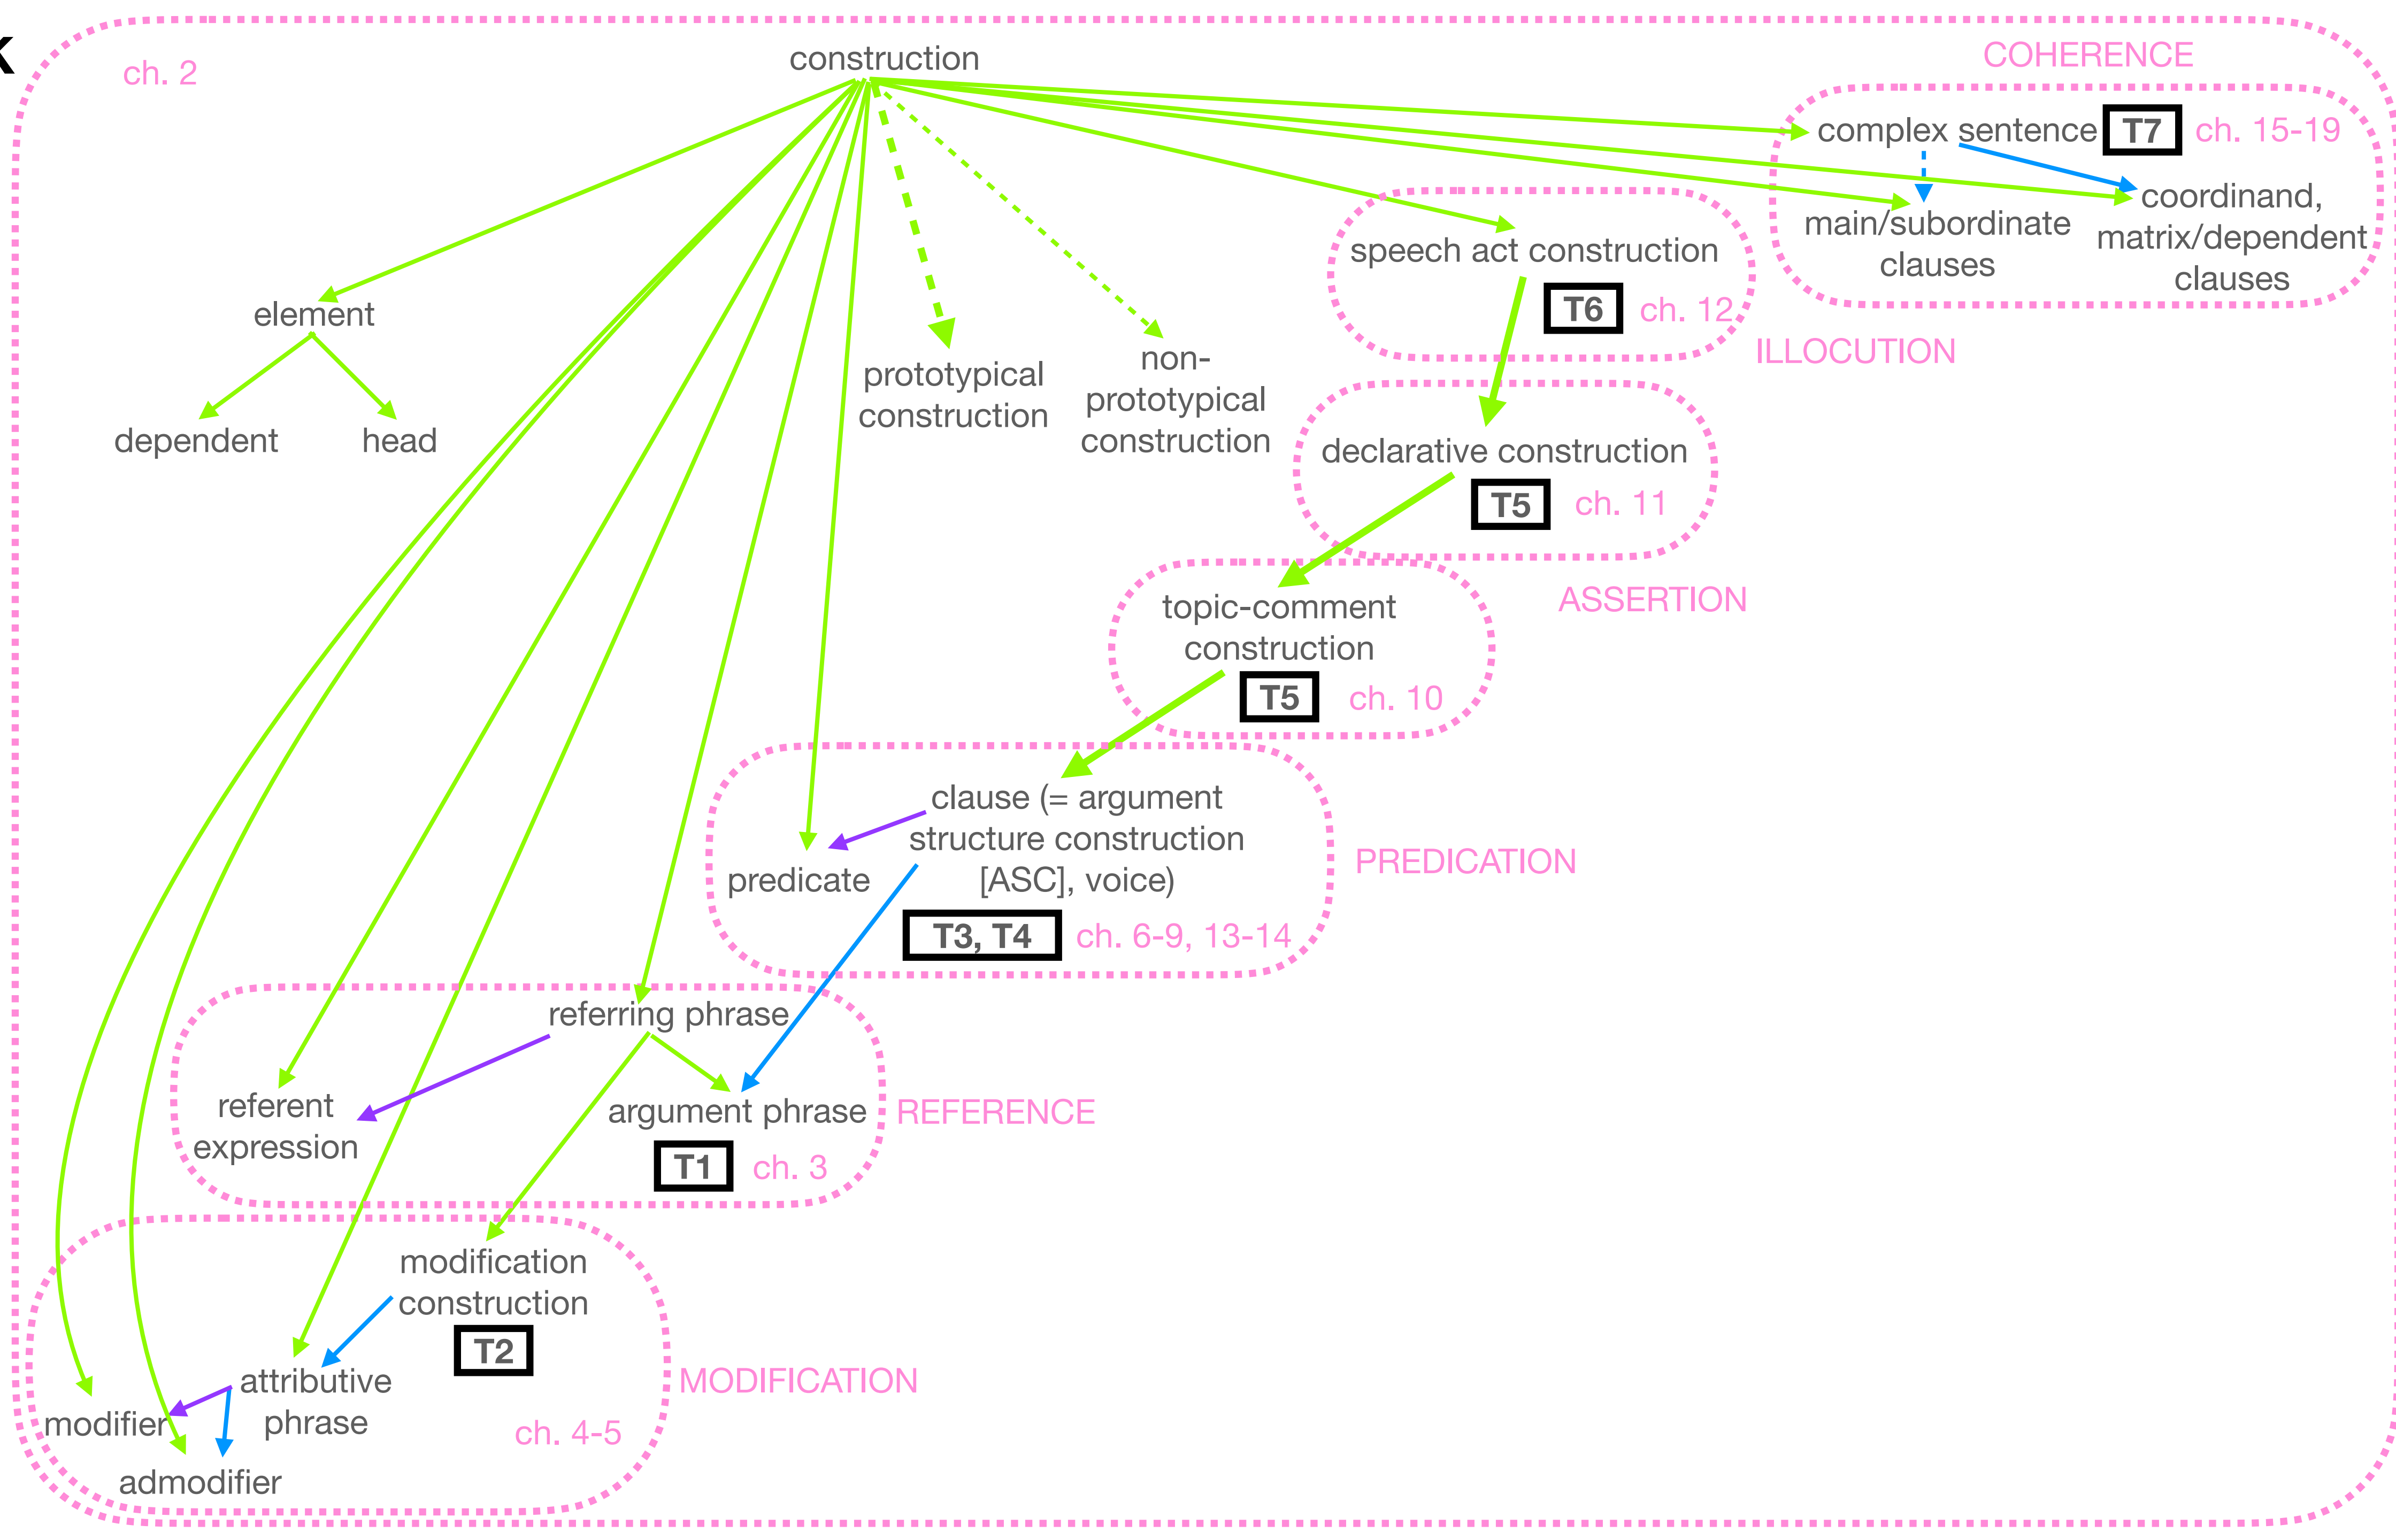 k
ch. 2
construction
COHERENCE
complex sentence T7 ch. 15-19
main/subordinate
clauses
coordinand,
matrix/dependent
clauses
speech act construction
T6 ch. 12
ILLOCUTION
element
dependent head
prototypical
construction
non-
prototypical
construction
declarative construction
T5 ch. 11
ASSERTION
topic-comment
construction
T5 ch. 10
clause (= argument
structure construction
[ASC], voice)
predicate
T3, T4 ch. 6-9, 13-14
PREDICATION
referring phrase
referent
expression
argument phrase
T1 ch. 3
REFERENCE
modification
construction
T2
attributive
phrase
MODIFICATION
modifier
ch. 4-5
admodifier